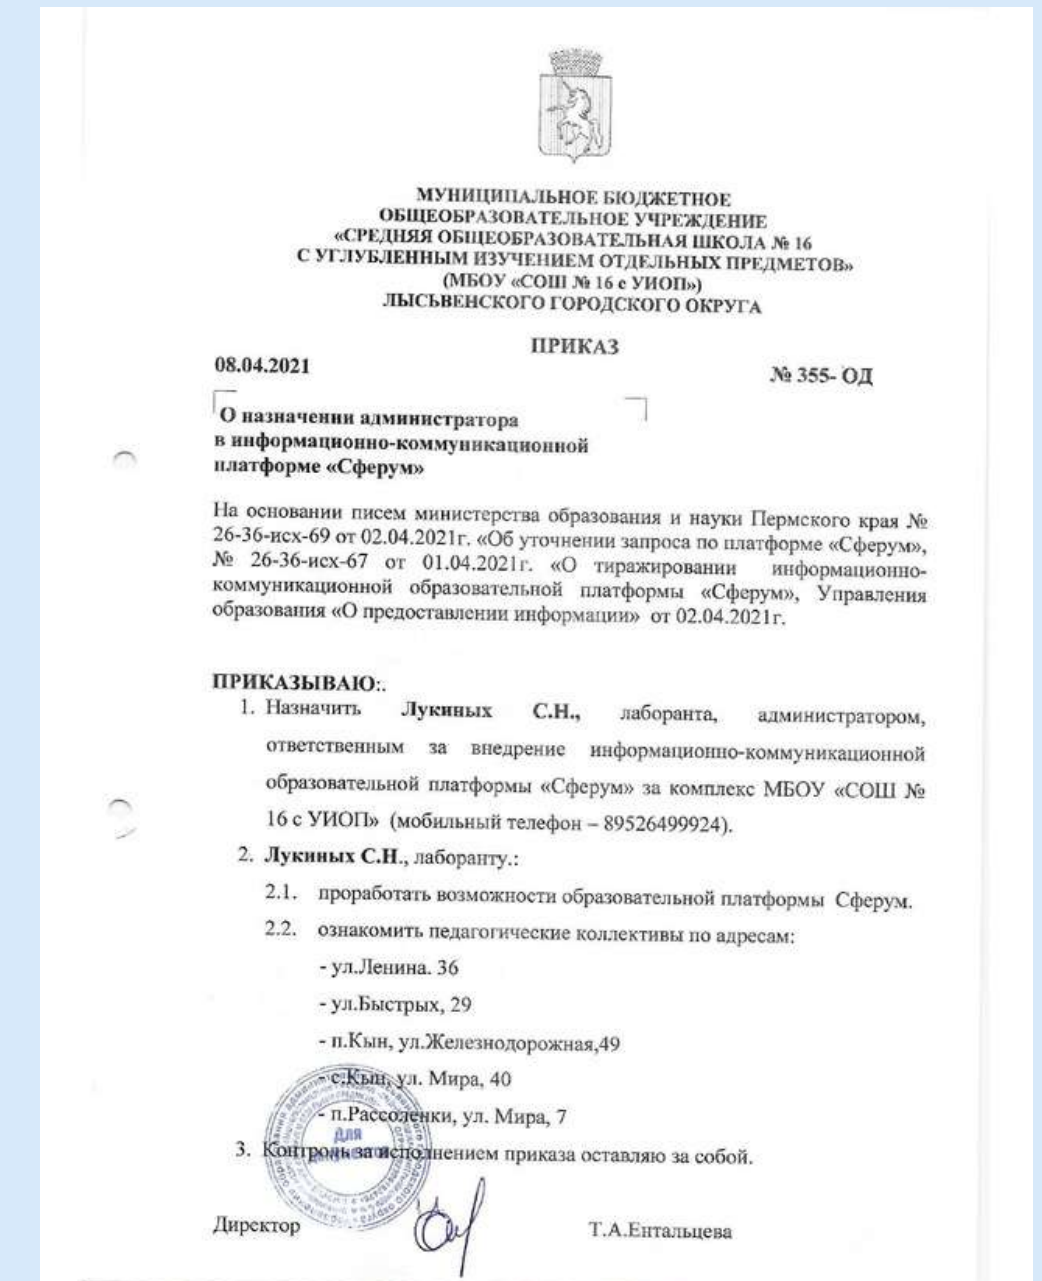 МУНИЦИПАЛЬНОЕ БЮДЖЕТНОЕ
ОБЩЕОБРАЗОВАТЕЛЬНОЕ УЧРЕЖДЕНИЕ
«СРЕДНЯЯ ОБЩЕОБРАЗОВАТЕЛЬНАЯ ШКОЛА № 16
С УГЛУБЛЕННЫМ ИЗУЧЕНИЕМ ОТДЕЛЬНЫХ ПРЕДМЕТОВ»
(МБОУ «СОШ № 16 с УИОП»)
ЛЫСЬВЕНСКОГО ГОРОДСКОГО ОКРУГА
ПРИКАЗ
08.04.2021
№ 355- ОД
О назначении администратора
в информационно-коммуникационной
платформе «Сферум»
На основании писем министерства образования и науки Пермского края №
26-36-исх-69 от 02.04.2021г. «Об уточнении запроса по платформе «Сферум»,
№ 26-36-исх-67 от 01.04.2021г. «О тиражировании информационно-
коммуникационной образовательной платформы «Сферум», Управления
образования «О предоставлении информации» от 02.04.2021г.
ПРИКАЗЫВАЮ:.
1. Назначить Лукиных С.Н., лаборанта, администратором,
ответственным за внедрение информационно-коммуникационной
образовательной платформы «Сферум» за комплекс МБОУ «СОШ №
16 с УИОП» (мобильный телефон – 89526499924).
2. Лукиных С.Н., лаборанту.:
2.1. проработать возможности образовательной платформы Сферум.
2.2. ознакомить педагогические коллективы по адресам:
- ул.Ленина. 36
- ул.Быстрых, 29
- п.Кын, ул.Железнодорожная,49
- с.Кын, ул. Мира, 40
- п.Рассоленки, ул. Мира, 7
Для
документов
3. Контроль за исполнением приказа оставляю за собой.
Директор
Т.А.Ентальцева